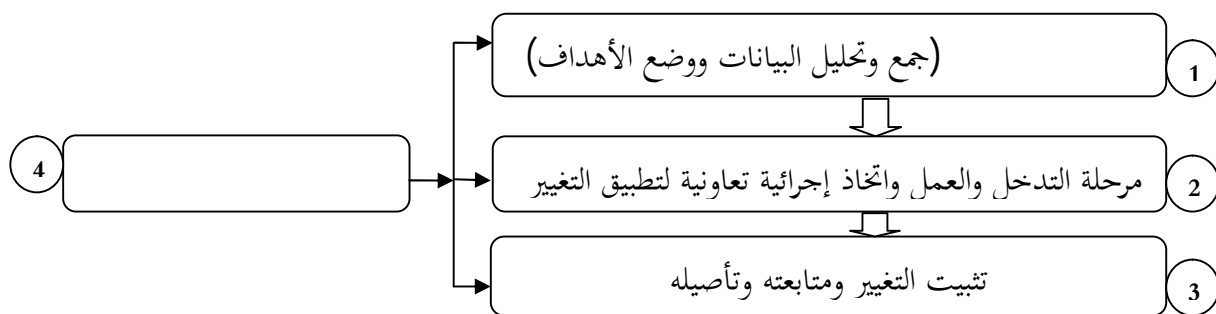 (جمع وتحليل البيانات ووضع الأهداف)
1
مرحلة التدخل والعمل واتخاذ إجرائية تعاونية لتطبيق التغيير
2
4
تثبيت التغيير ومتابعته وتأصيله
3